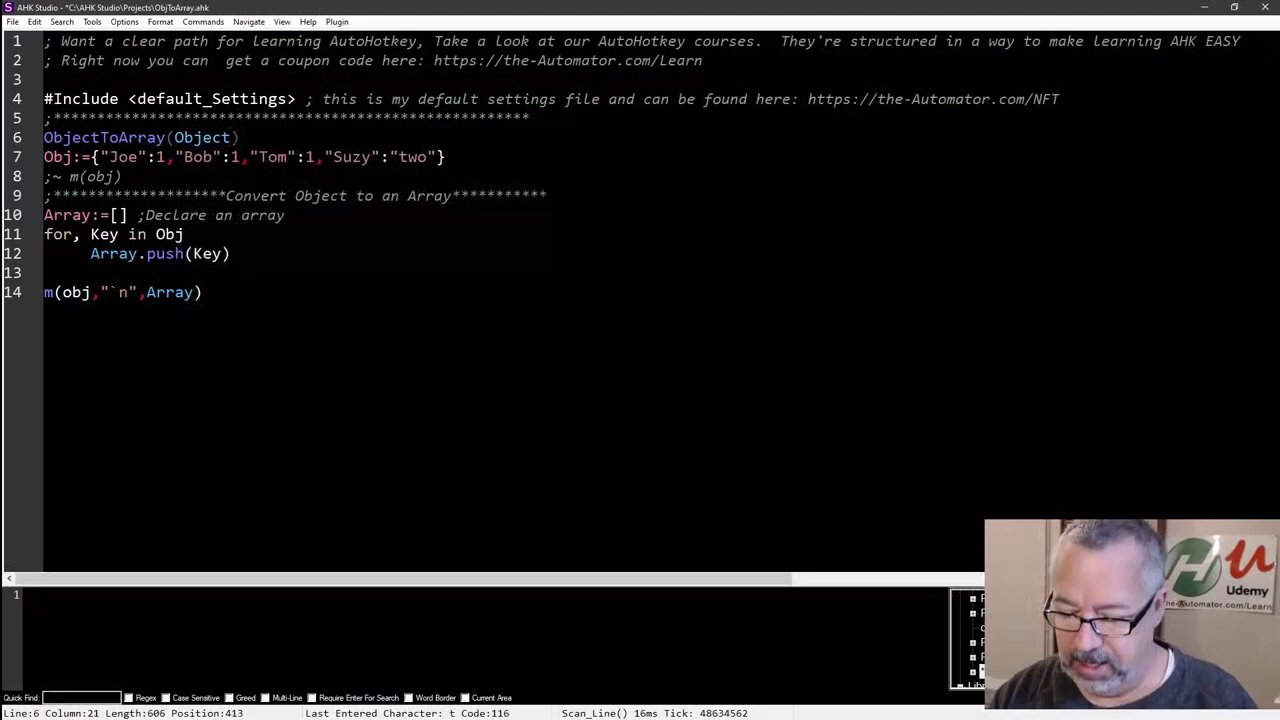 AHK Studio - *C:\AHK Studio\Projects\ObjToArray.ahk
File Edit Search Tools Options Format Commands Navigate View Help Plugin
1 ; Want a clear path for learning AutoHotkey, Take a look at our AutoHotkey courses. They're structured in a way to make learning AHK EASY
2 ; Right now you can get a coupon code here: https://the-Automator.com/Learn
3
4 #Include <default_Settings> ; this is my default settings file and can be found here: https://the-Automator.com/NFT
5 ;***************************************************
6 ObjectToArray(Object)
7 Obj:={"Joe":1,"Bob":1,"Tom":1,"Suzy":"two"}
8 ;~ m(obj)
9 ;********************Convert Object to an Array***********
10 Array:=[] ;Declare an array
11 for, Key in Obj
12 Array.push(Key)
13
14 m(obj,"`n",Array)
1
Quick Find: Regex Case Sensitive Greed Multi-Line Require Enter For Search Word Border Current Area
Line:6 Column:21 Length:606 Position:413 Last Entered Character: t Code:116 Scan_Line() 16ms Tick: 48634562
H u
Udemy
the-Automator.com/Learn